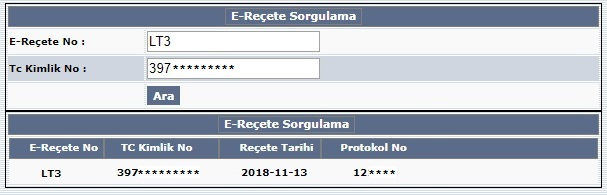 E-Reçete Sorgulama
E-Reçete No : LT3
Tc Kimlik No : 397*********
Ara
E-Reçete Sorgulama
E-Reçete No TC Kimlik No Reçete Tarihi Protokol No
LT3 397********* 2018-11-13 12****